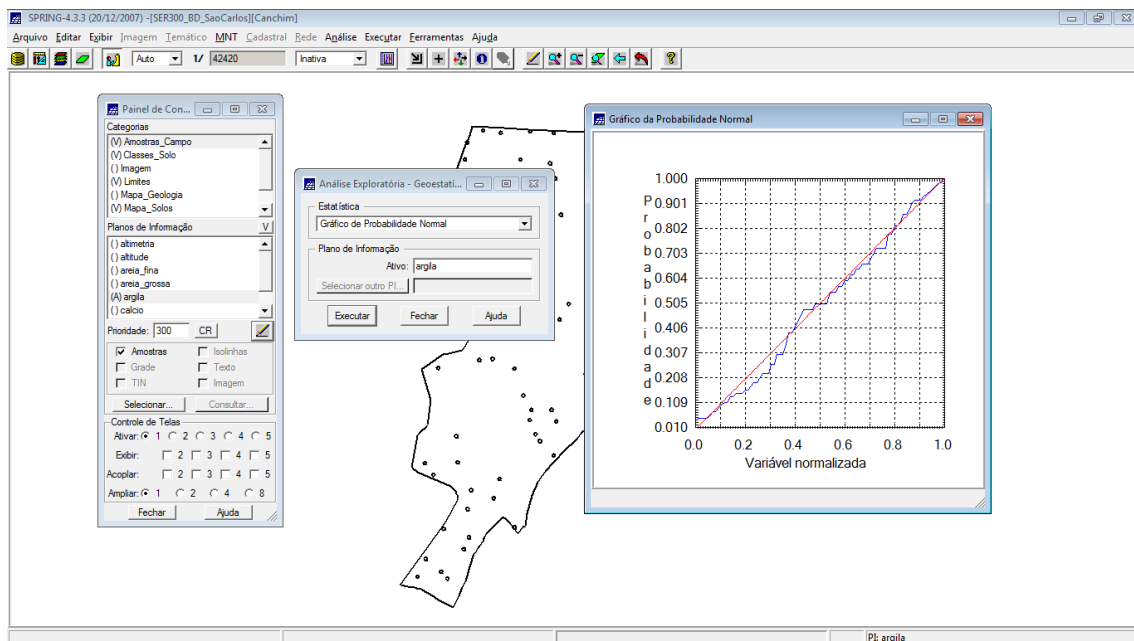 SPRING-4.3.3 (20/12/2007) -[SER300_BD_SaoCarlos][Canchim]
Arquivo Editar Exibir Imagem Temático MNT Cadastral Rede Análise Executar Ferramentas Ajuda
Auto 1/ 42420 Inativa
Painel de Con...
Categorias
(V) Amostras_Campo
(V) Classes_Solo
( ) Imagem
(V) Limites
( ) Mapa_Geologia
(V) Mapa_Solos
Planos de Informação V
( ) altimetria
( ) altitude
( ) areia_fina
( ) areia_grossa
(A) argila
( ) calcio
Prioridade: 300 CR
Amostras Isolinhas
Grade Texto
TIN Imagem
Selecionar... Consultar...
Controle de Telas
Ativar: 1 2 3 4 5
Exibir: 2 3 4 5
Acoplar: 2 3 4 5
Ampliar: 1 2 4 8
Fechar Ajuda
Análise Exploratória - Geoestatí...
Estatística
Gráfico de Probabilidade Normal
Plano de Informação
Ativo: argila
Selecionar outro PI...
Executar Fechar Ajuda
Gráfico da Probabilidade Normal
Probabilidade
1.000
0.901
0.802
0.703
0.604
0.505
0.406
0.307
0.208
0.109
0.010
0.0 0.2 0.4 0.6 0.8 1.0
Variável normalizada
PI: argila